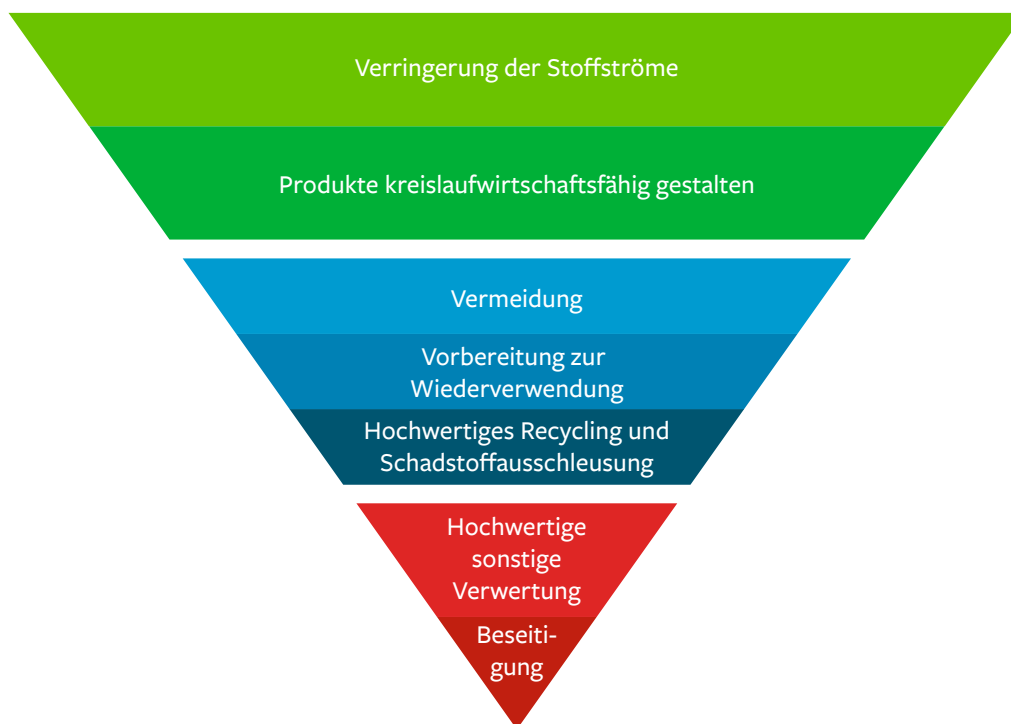 Verringerung der Stoffströme
Produkte kreislaufwirtschaftsfähig gestalten
Vermeidung
Vorbereitung zur
Wiederverwendung
Hochwertiges Recycling und
Schadstoffausschleusung
Hochwertige
sonstige
Verwertung
Beseiti-
gung